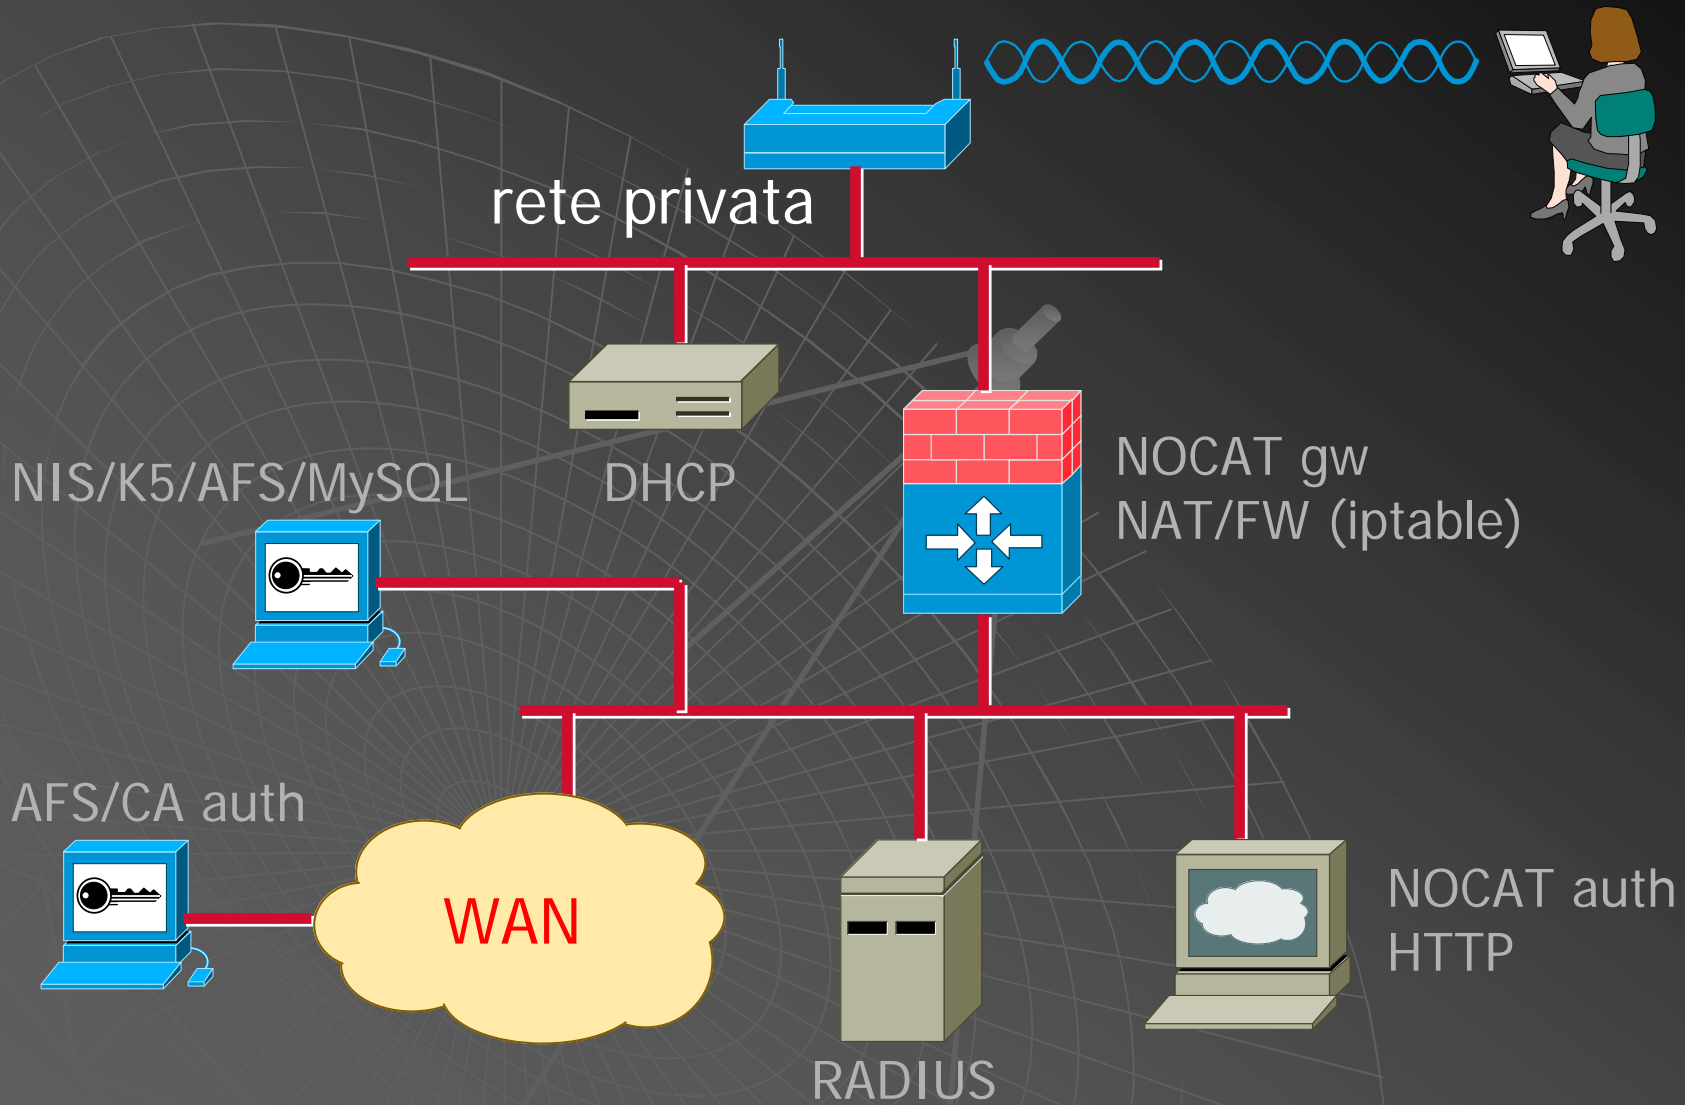 rete privata
NIS/K5/AFS/MySQL
DHCP
NOCAT gw
NAT/FW (iptable)
AFS/CA auth
WAN
NOCAT auth
HTTP
RADIUS